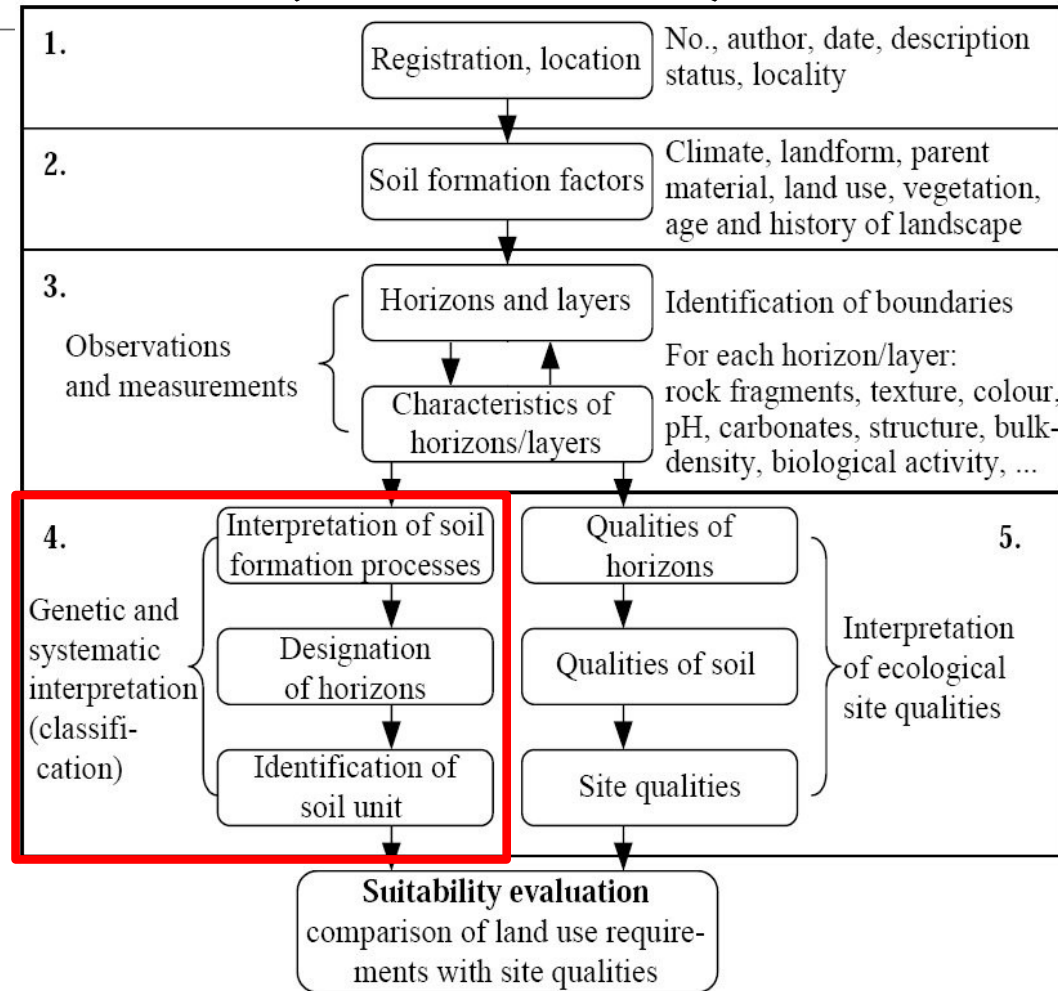 1.
Registration, location
No., author, date, description
status, locality
2.
Soil formation factors
Climate, landform, parent
material, land use, vegetation,
age and history of landscape
3.
Observations
and measurements
Horizons and layers
Identification of boundaries
Characteristics of
horizons/layers
For each horizon/layer:
rock fragments, texture, colour,
pH, carbonates, structure, bulk-
density, biological activity, ...
4.
Genetic and
systematic
interpretation
(classifi-
cation)
Interpretation of soil
formation processes
Designation
of horizons
Identification of
soil unit
5.
Qualities of
horizons
Qualities of soil
Site qualities
Interpretation
of ecological
site qualities
Suitability evaluation
comparison of land use require-
ments with site qualities